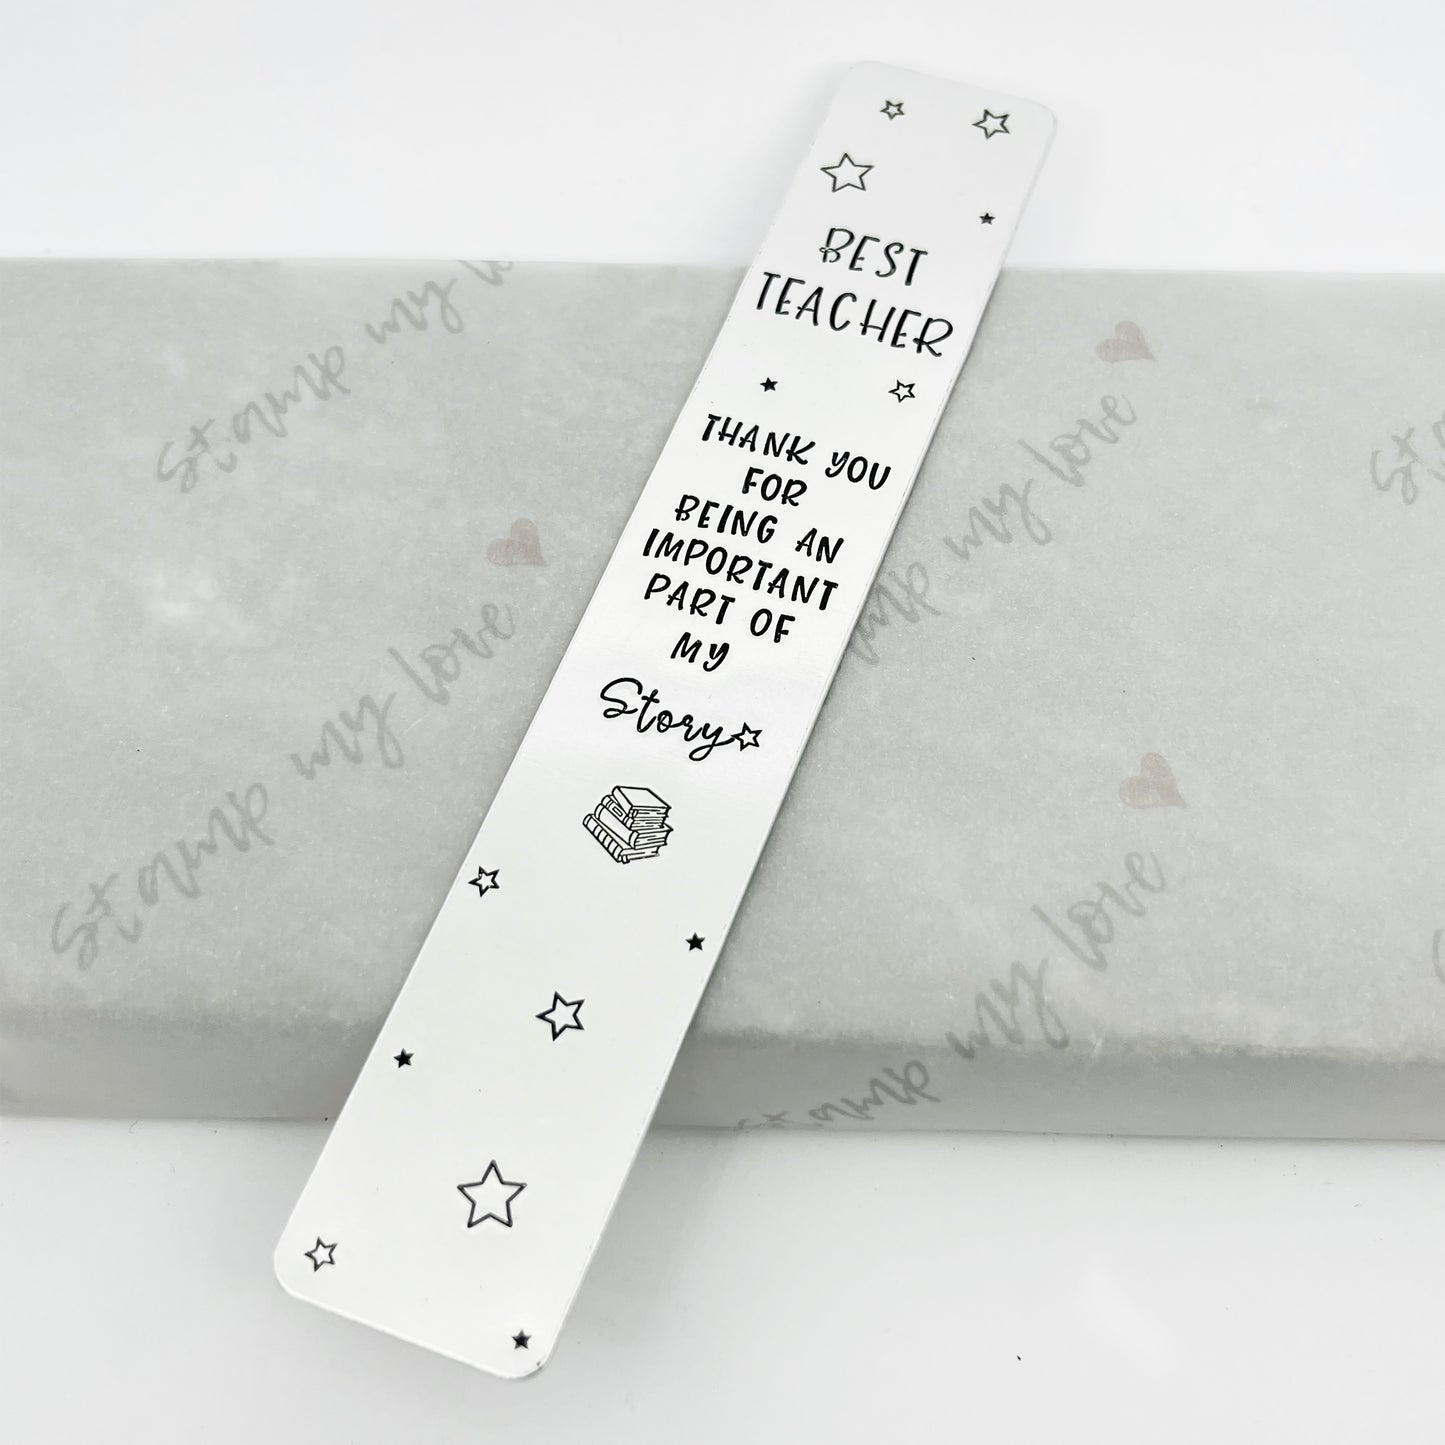 BEST
TEACHER
THANK YOU
FOR
BEING AN
IMPORTANT
PART OF
MY
Story
Stamp my lo
Stamp my love
Stamp my love
Stamp my love